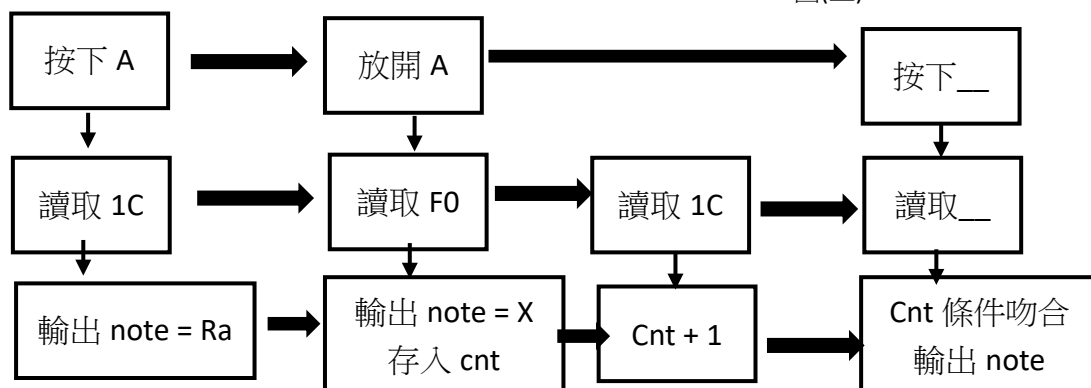 按下 A
放開 A
按下__
讀取 1C
讀取 F0
讀取 1C
讀取__
輸出 note = Ra
輸出 note = X
存入 cnt
Cnt + 1
Cnt 條件吻合
輸出 note